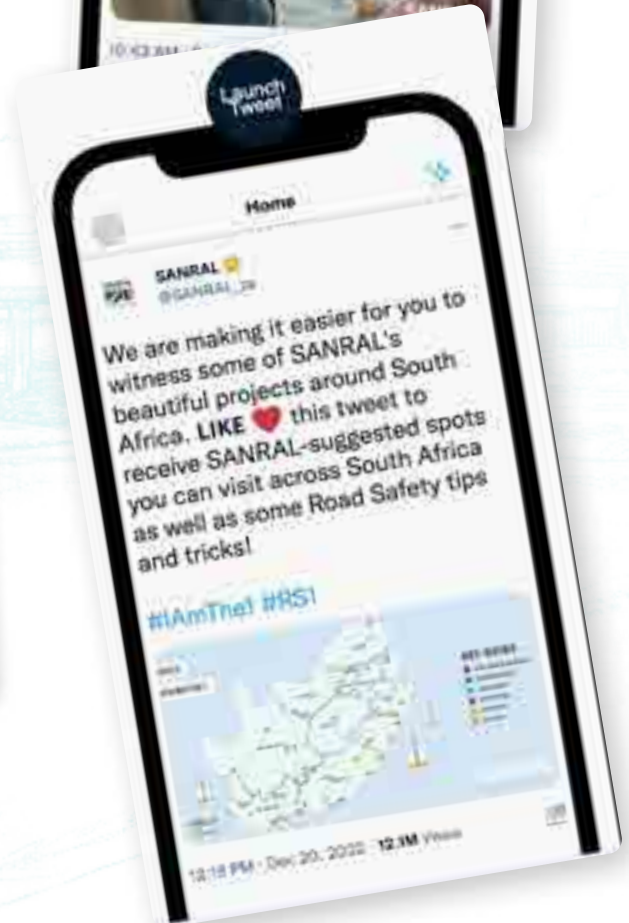 Launch
Tweet
Home
SANRAL
@SANRAL_za
We are making it easier for you to
witness some of SANRAL's
beautiful projects around South
Africa. LIKE ❤️ this tweet to
receive SANRAL-suggested spots
you can visit across South Africa
as well as some Road Safety tips
and tricks!
#IAmThe1 #RS1
12:18 PM · Dec 20, 2022 · 12.1M Views